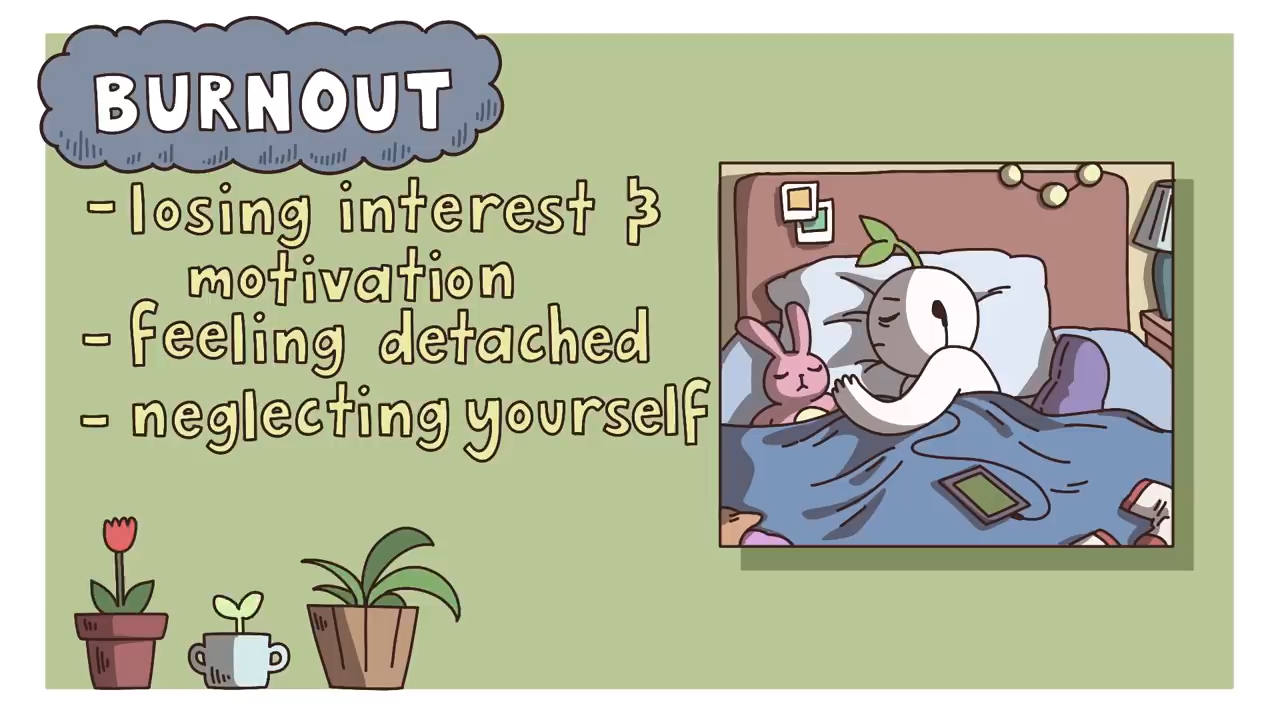 BURNOUT
- losing interest &
motivation
- feeling detached
- neglecting yourself